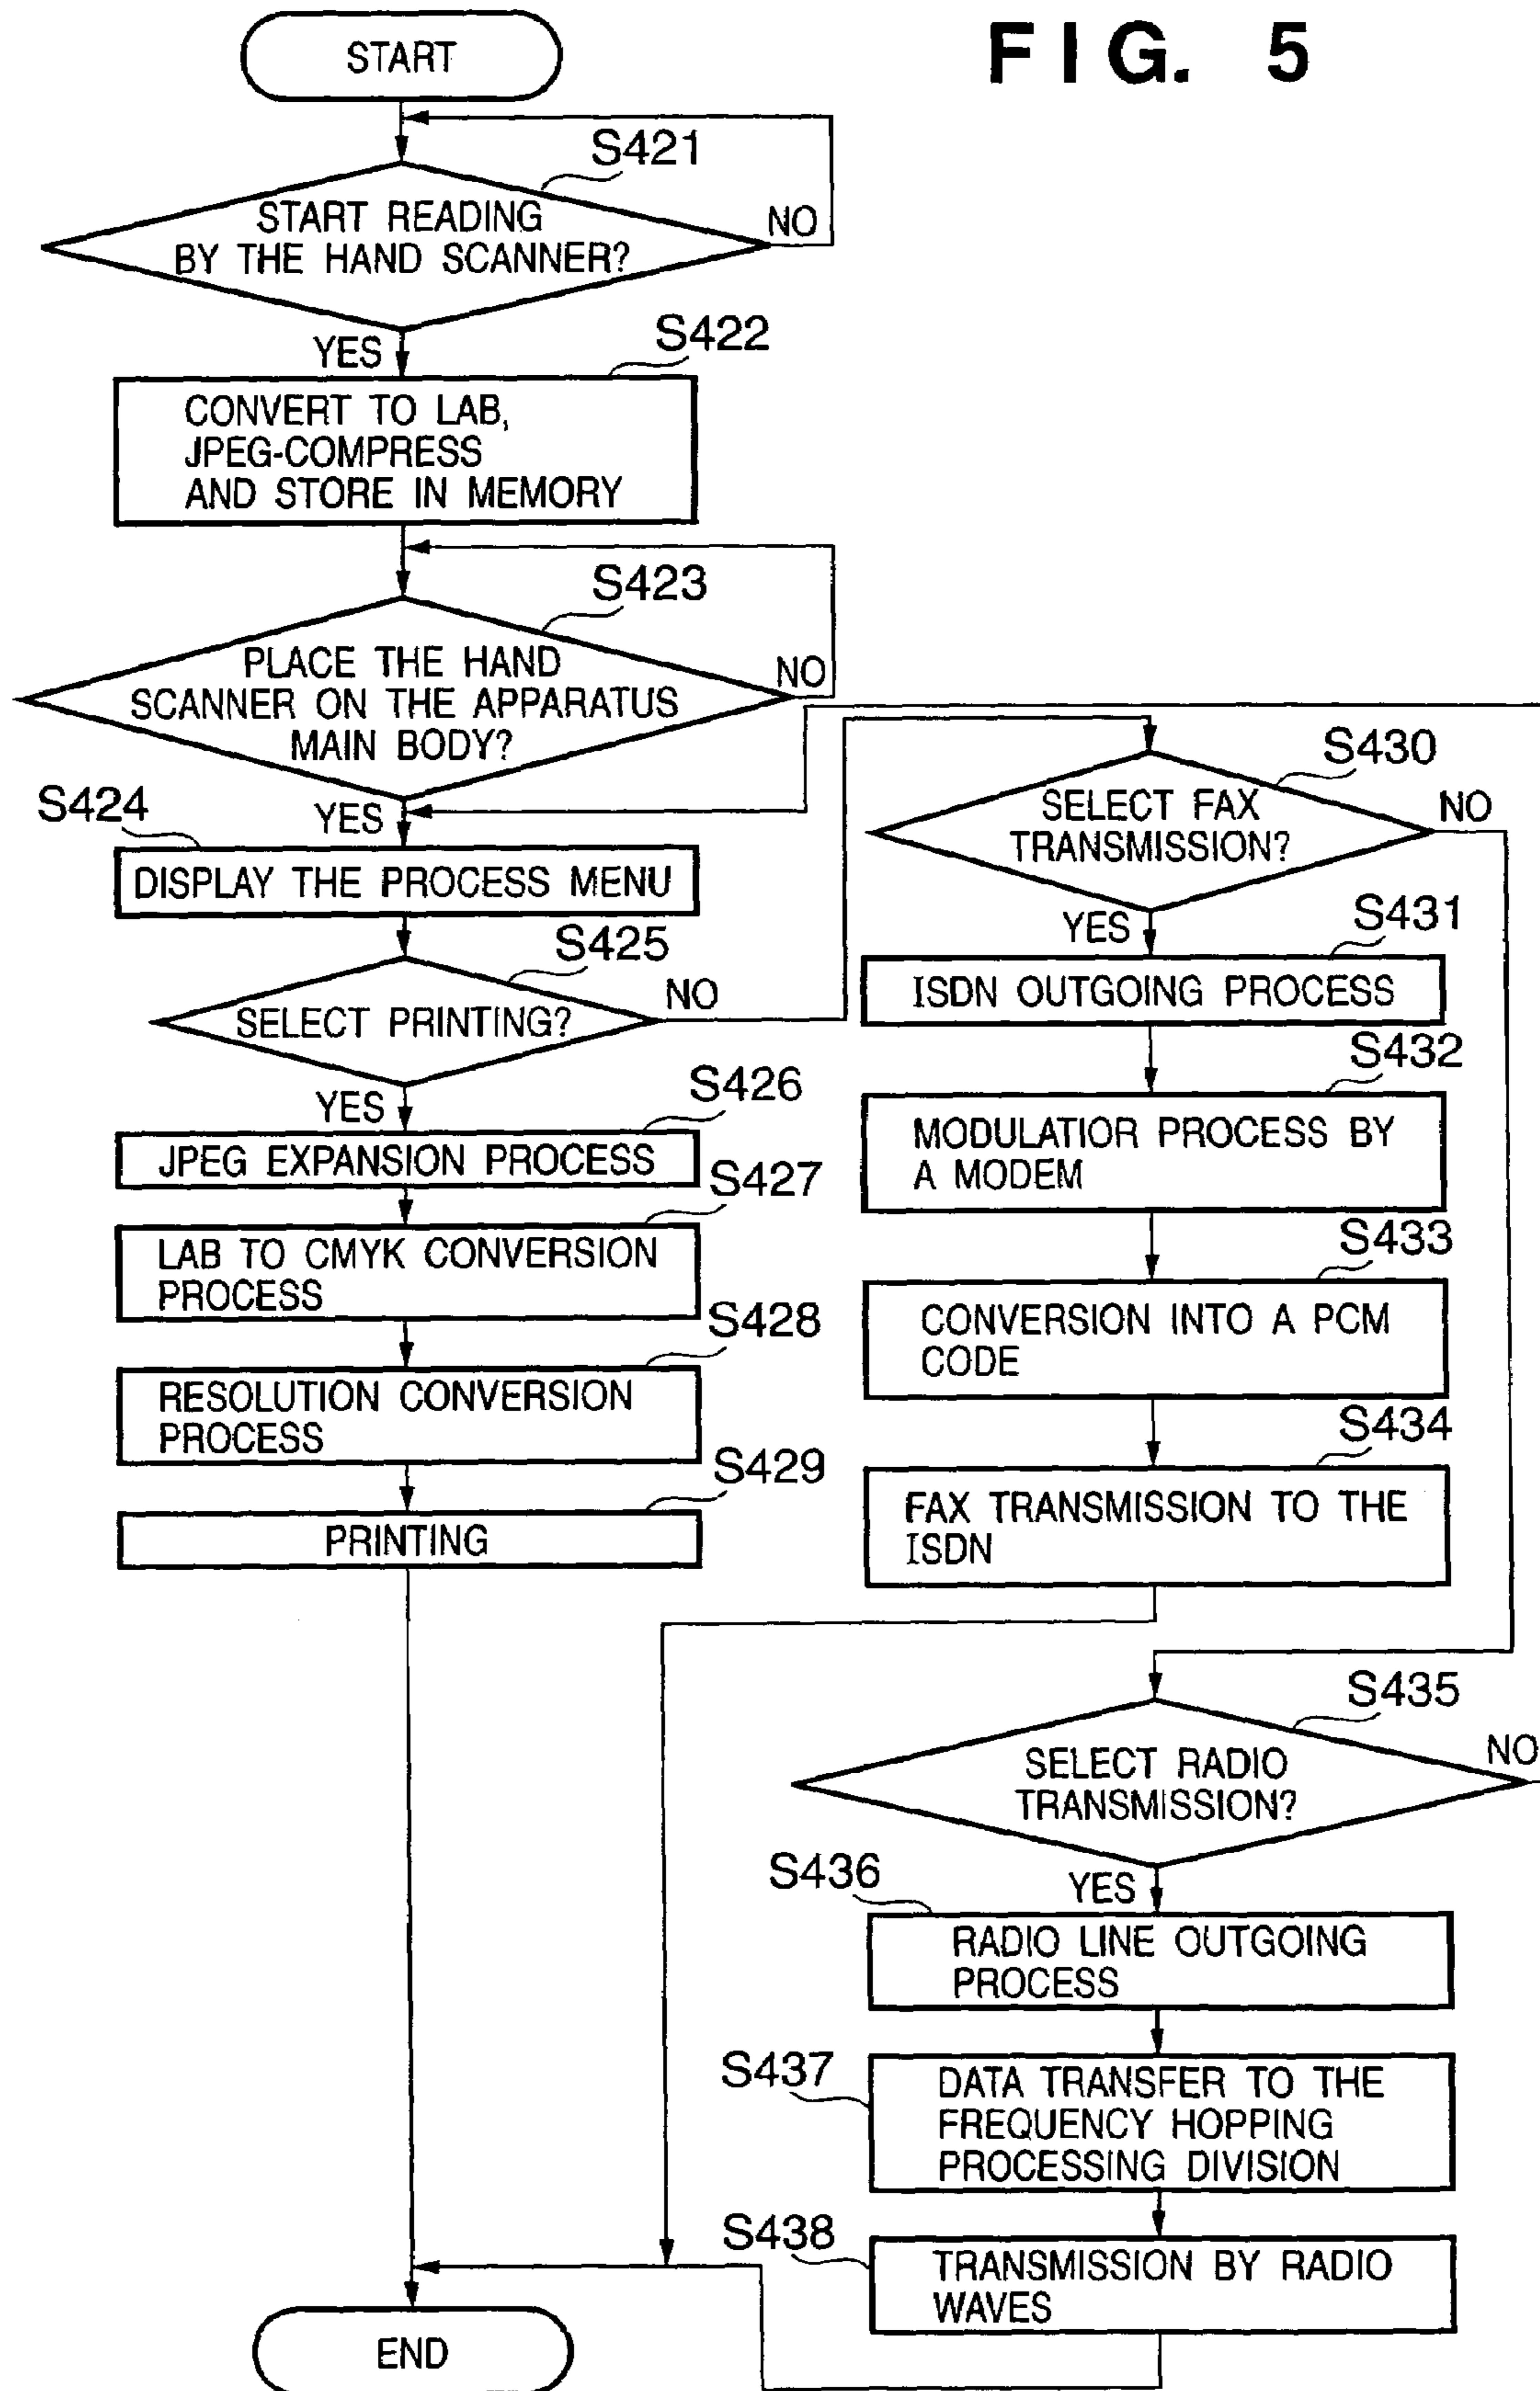 FIG. 5
START
S421
START READING
BY THE HAND SCANNER?
NO
YES
S422
CONVERT TO LAB,
JPEG-COMPRESS
AND STORE IN MEMORY
S423
PLACE THE HAND
SCANNER ON THE APPARATUS
MAIN BODY?
NO
YES
S424
DISPLAY THE PROCESS MENU
S425
SELECT PRINTING?
NO
YES
S426
JPEG EXPANSION PROCESS
S427
LAB TO CMYK CONVERSION
PROCESS
S428
RESOLUTION CONVERSION
PROCESS
S429
PRINTING
S430
SELECT FAX
TRANSMISSION?
NO
YES
S431
ISDN OUTGOING PROCESS
S432
MODULATIOR PROCESS BY
A MODEM
S433
CONVERSION INTO A PCM
CODE
S434
FAX TRANSMISSION TO THE
ISDN
S435
SELECT RADIO
TRANSMISSION?
NO
YES
S436
RADIO LINE OUTGOING
PROCESS
S437
DATA TRANSFER TO THE
FREQUENCY HOPPING
PROCESSING DIVISION
S438
TRANSMISSION BY RADIO
WAVES
END